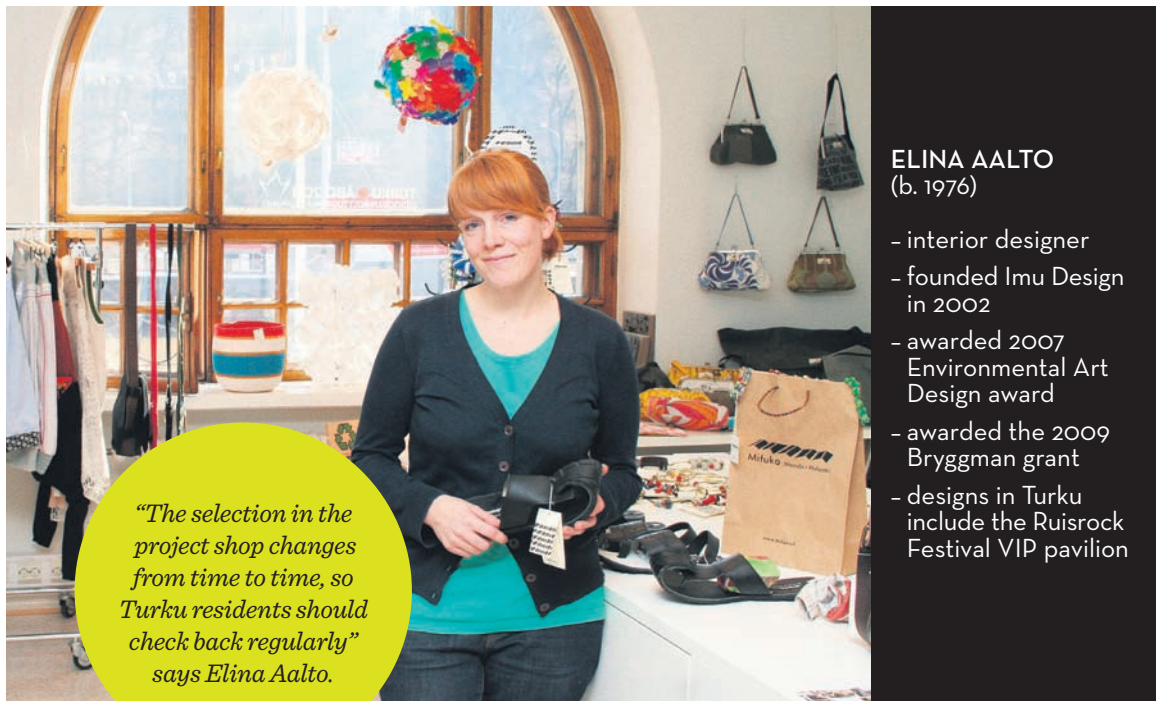 ELINA AALTO
(b. 1976)
– interior designer
– founded Imu Design
in 2002
– awarded 2007
Environmental Art
Design award
– awarded the 2009
Bryggman grant
– designs in Turku
include the Ruisrock
Festival VIP pavilion
“The selection in the
project shop changes
from time to time, so
Turku residents should
check back regularly”
says Elina Aalto.
Mifuko